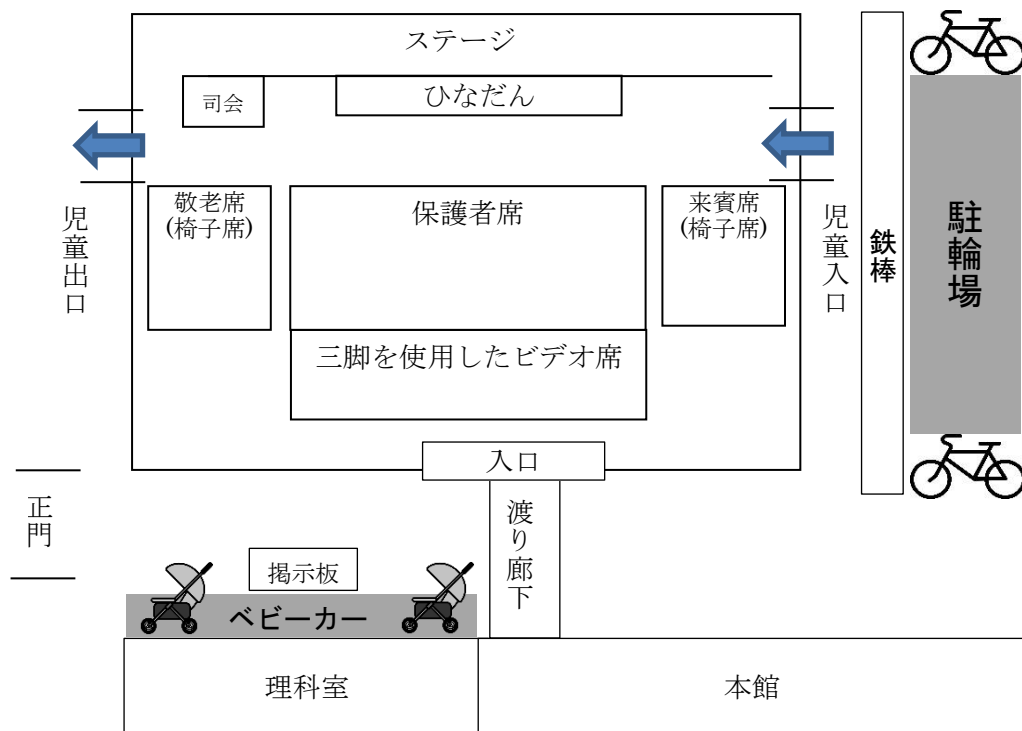 ステージ
司会
ひなだん
敬老席
(椅子席)
保護者席
来賓席
(椅子席)
児童出口
児童入口
鉄棒
駐輪場
三脚を使用したビデオ席
入口
正門
渡り廊下
掲示板
ベビーカー
理科室
本館